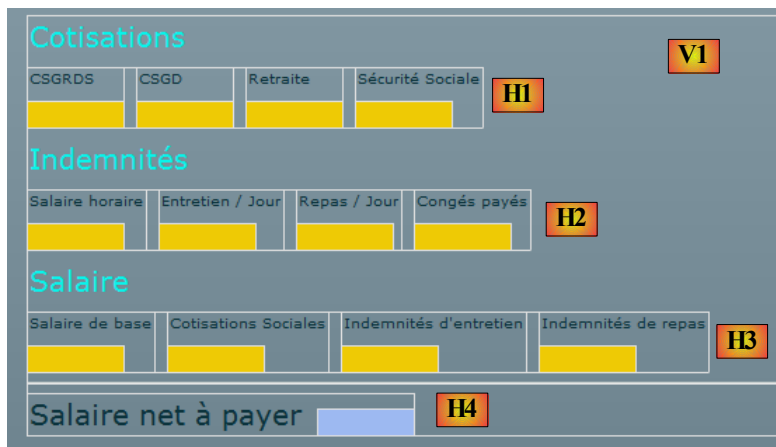 Cotisations
V1
CSGRDS CSGD Retraite Sécurité Sociale
H1
Indemnités
Salaire horaire Entretien / Jour Repas / Jour Congés payés
H2
Salaire
Salaire de base Cotisations Sociales Indemnités d'entretien Indemnités de repas
H3
Salaire net à payer
H4